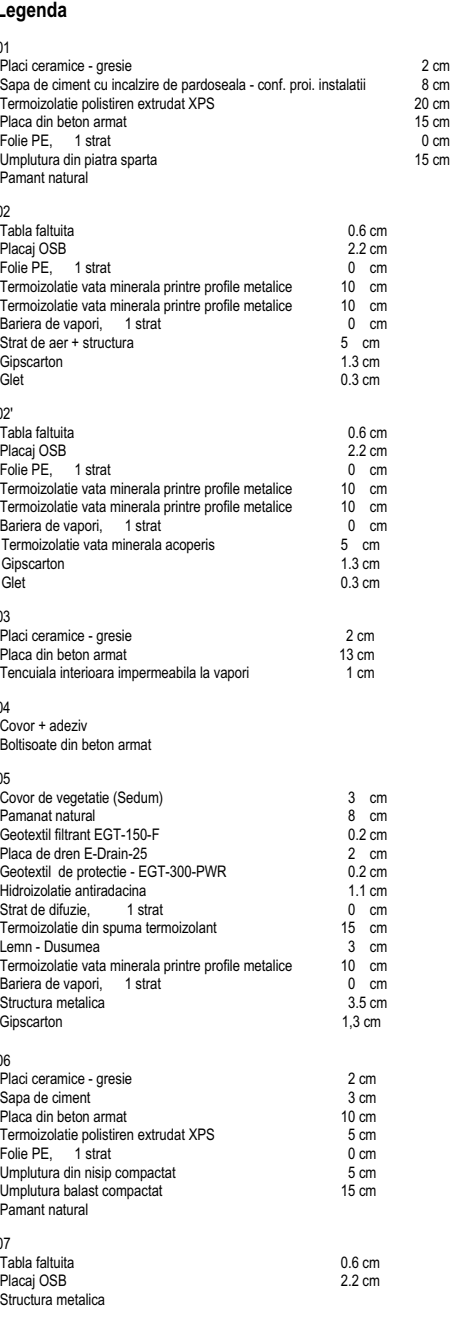 Legenda
01
Placi ceramice - gresie 2 cm
Sapa de ciment cu incalzire de pardoseala - conf. proi. instalatii 8 cm
Termoizolatie polistiren extrudat XPS 20 cm
Placa din beton armat 15 cm
Folie PE, 1 strat 0 cm
Umplutura din piatra sparta 15 cm
Pamant natural
02
Tabla faltuita 0.6 cm
Placaj OSB 2.2 cm
Folie PE, 1 strat 0 cm
Termoizolatie vata minerala printre profile metalice 10 cm
Termoizolatie vata minerala printre profile metalice 10 cm
Bariera de vapori, 1 strat 0 cm
Strat de aer + structura 5 cm
Gipscarton 1.3 cm
Glet 0.3 cm
02'
Tabla faltuita 0.6 cm
Placaj OSB 2.2 cm
Folie PE, 1 strat 0 cm
Termoizolatie vata minerala printre profile metalice 10 cm
Termoizolatie vata minerala printre profile metalice 10 cm
Bariera de vapori, 1 strat 0 cm
Termoizolatie vata minerala acoperis 5 cm
Gipscarton 1.3 cm
Glet 0.3 cm
03
Placi ceramice - gresie 2 cm
Placa din beton armat 13 cm
Tencuiala interioara impermeabila la vapori 1 cm
04
Covor + adeziv
Boltisoate din beton armat
05
Covor de vegetatie (Sedum) 3 cm
Pamanat natural 8 cm
Geotextil filtrant EGT-150-F 0.2 cm
Placa de dren E-Drain-25 2 cm
Geotextil de protectie - EGT-300-PWR 0.2 cm
Hidroizolatie antiradacina 1.1 cm
Strat de difuzie, 1 strat 0 cm
Termoizolatie din spuma termoizolant 15 cm
Lemn - Dusumea 3 cm
Termoizolatie vata minerala printre profile metalice 10 cm
Bariera de vapori, 1 strat 0 cm
Structura metalica 3.5 cm
Gipscarton 1,3 cm
06
Placi ceramice - gresie 2 cm
Sapa de ciment 3 cm
Placa din beton armat 10 cm
Termoizolatie polistiren extrudat XPS 5 cm
Folie PE, 1 strat 0 cm
Umplutura din nisip compactat 5 cm
Umplutura balast compactat 15 cm
Pamant natural
07
Tabla faltuita 0.6 cm
Placaj OSB 2.2 cm
Structura metalica